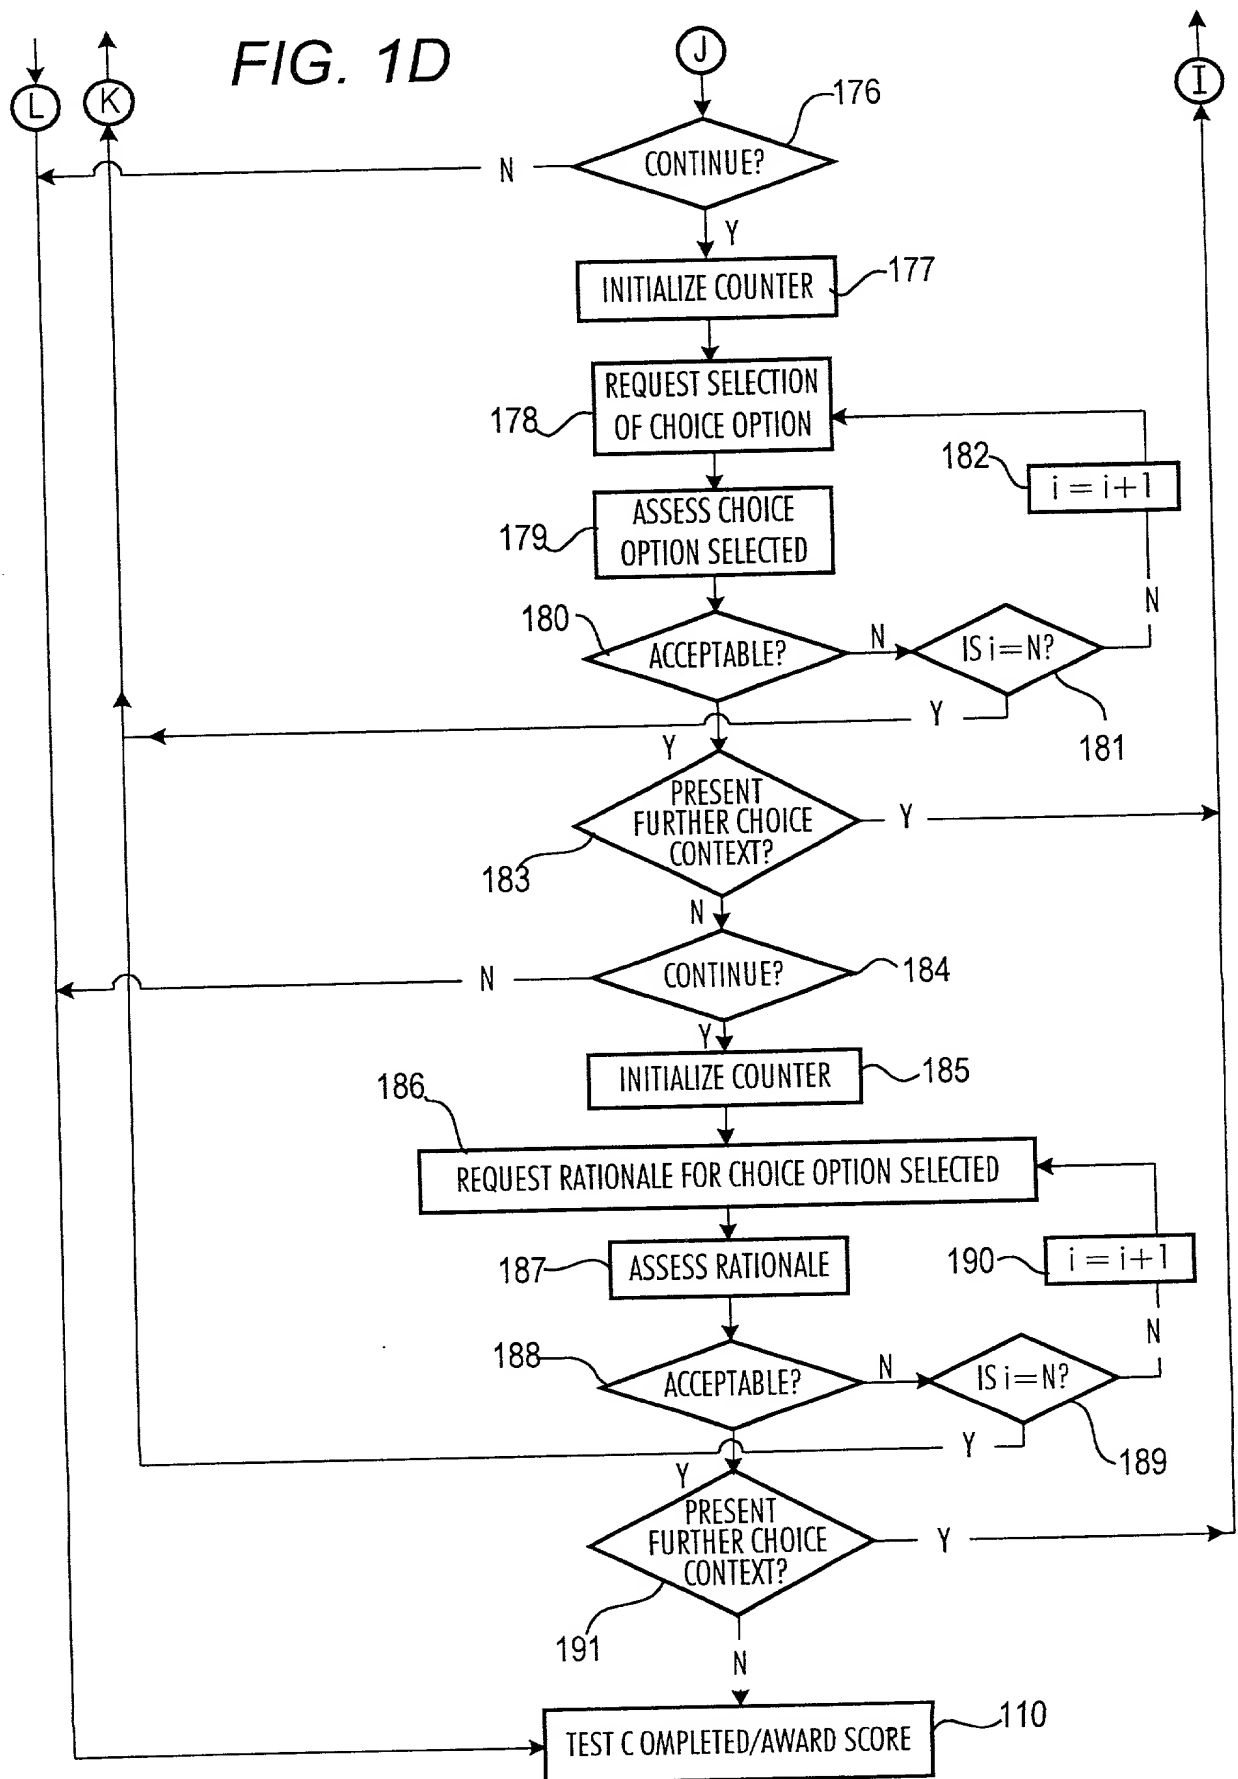 FIG. 1D
J
I
L
K
176
CONTINUE?
N
Y
INITIALIZE COUNTER
177
REQUEST SELECTION
OF CHOICE OPTION
178
182
i = i+1
ASSESS CHOICE
OPTION SELECTED
179
N
180
ACCEPTABLE?
N
IS i=N?
Y
181
Y
PRESENT
FURTHER CHOICE
CONTEXT?
Y
183
N
CONTINUE?
184
N
Y
INITIALIZE COUNTER
185
186
REQUEST RATIONALE FOR CHOICE OPTION SELECTED
187
ASSESS RATIONALE
190
i = i+1
N
188
ACCEPTABLE?
N
IS i=N?
Y
189
Y
PRESENT
FURTHER CHOICE
CONTEXT?
Y
191
N
TEST C OMPLETED/AWARD SCORE
110